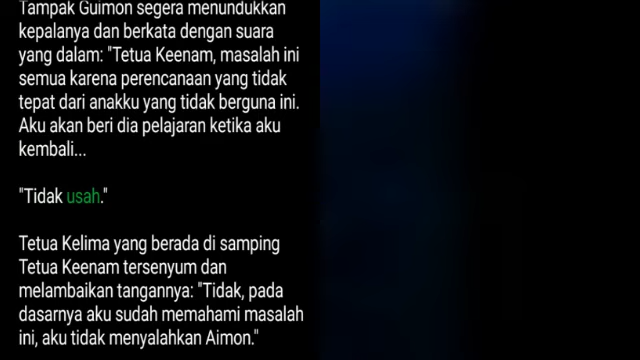 Tampak Guimon segera menundukkan
kepalanya dan berkata dengan suara
yang dalam: "Tetua Keenam, masalah ini
semua karena perencanaan yang tidak
tepat dari anakku yang tidak berguna ini.
Aku akan beri dia pelajaran ketika aku
kembali...
"Tidak usah."
Tetua Kelima yang berada di samping
Tetua Keenam tersenyum dan
melambaikan tangannya: "Tidak, pada
dasarnya aku sudah memahami masalah
ini, aku tidak menyalahkan Aimon."